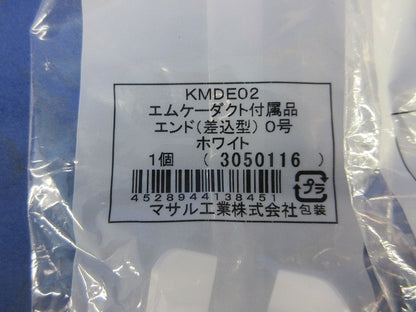 KMDE02
エムケーダクト付属品
エンド(差込型) 0号
ホワイト
1個 (3050116)
4528944138451
プラ
マサル工業株式会社包装